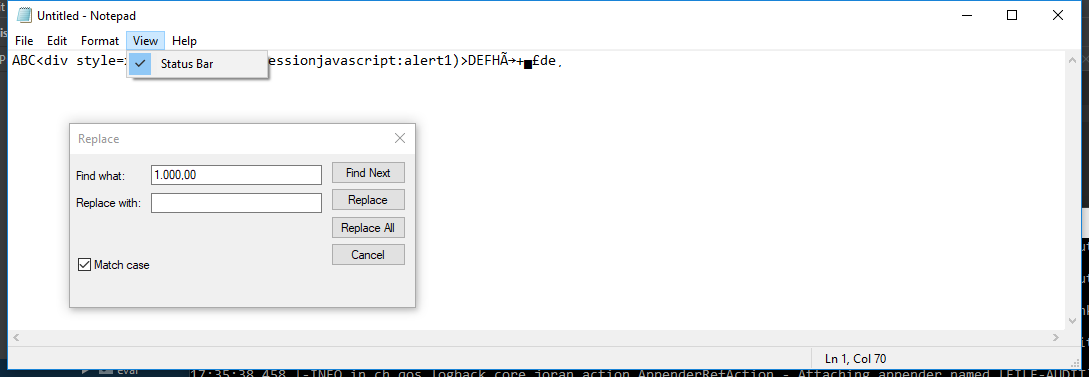 Untitled - Notepad
File Edit Format View Help
Status Bar
ABC<div style= essionjavascript:alert1)>DEFHÃ→+▄£de¸
Replace
Find what: 1.000,00 Find Next
Replace with: Replace
Replace All
Cancel
Match case
Ln 1, Col 70
eval
17:35:38,458 |-INFO in ch.qos.logback.core.joran.action.AppenderRefAction - Attaching appender named [FILE-AUDIT